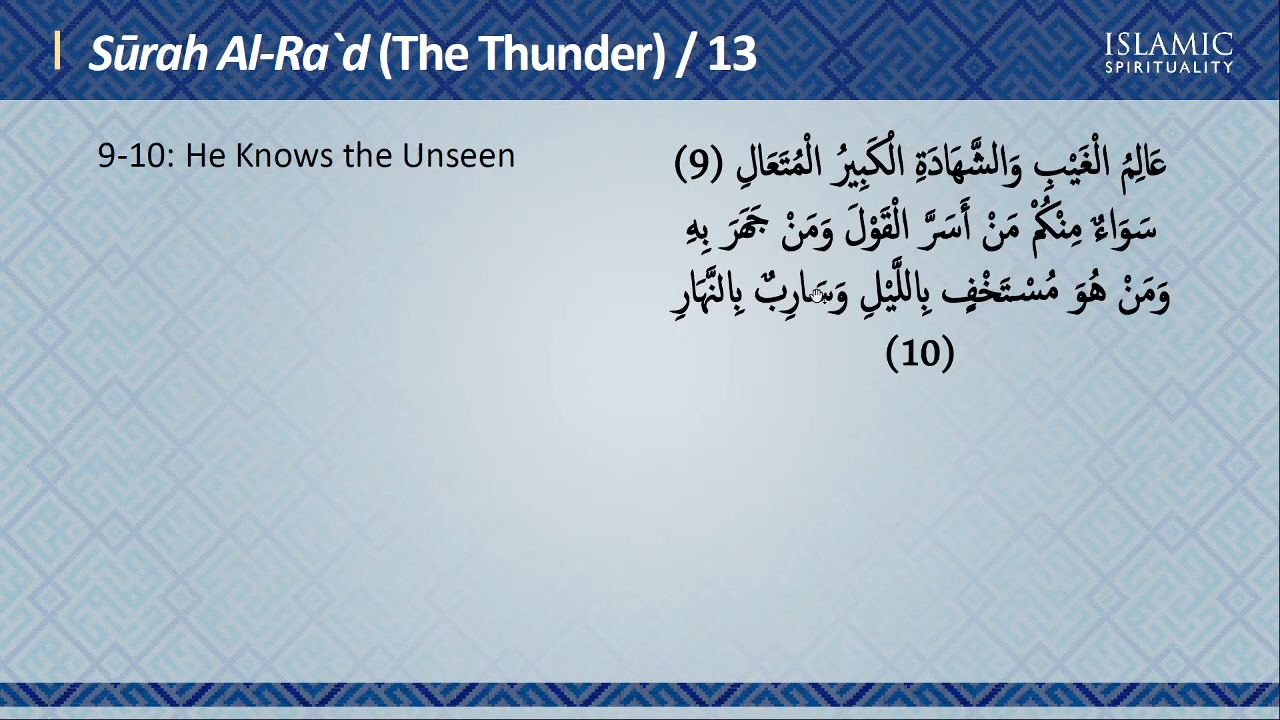 Sūrah Al-Ra`d (The Thunder) / 13
ISLAMIC
SPIRITUALITY
9-10: He Knows the Unseen
عَالِمُ الْغَيْبِ وَالشَّهَادَةِ الْكَبِيرُ الْمُتَعَالِ (9)
سَوَاءٌ مِنْكُمْ مَنْ أَسَرَّ الْقَوْلَ وَمَنْ جَهَرَ بِهِ
وَمَنْ هُوَ مُسْتَخْفٍ بِاللَّيْلِ وَسَارِبٌ بِالنَّهَارِ
(10)